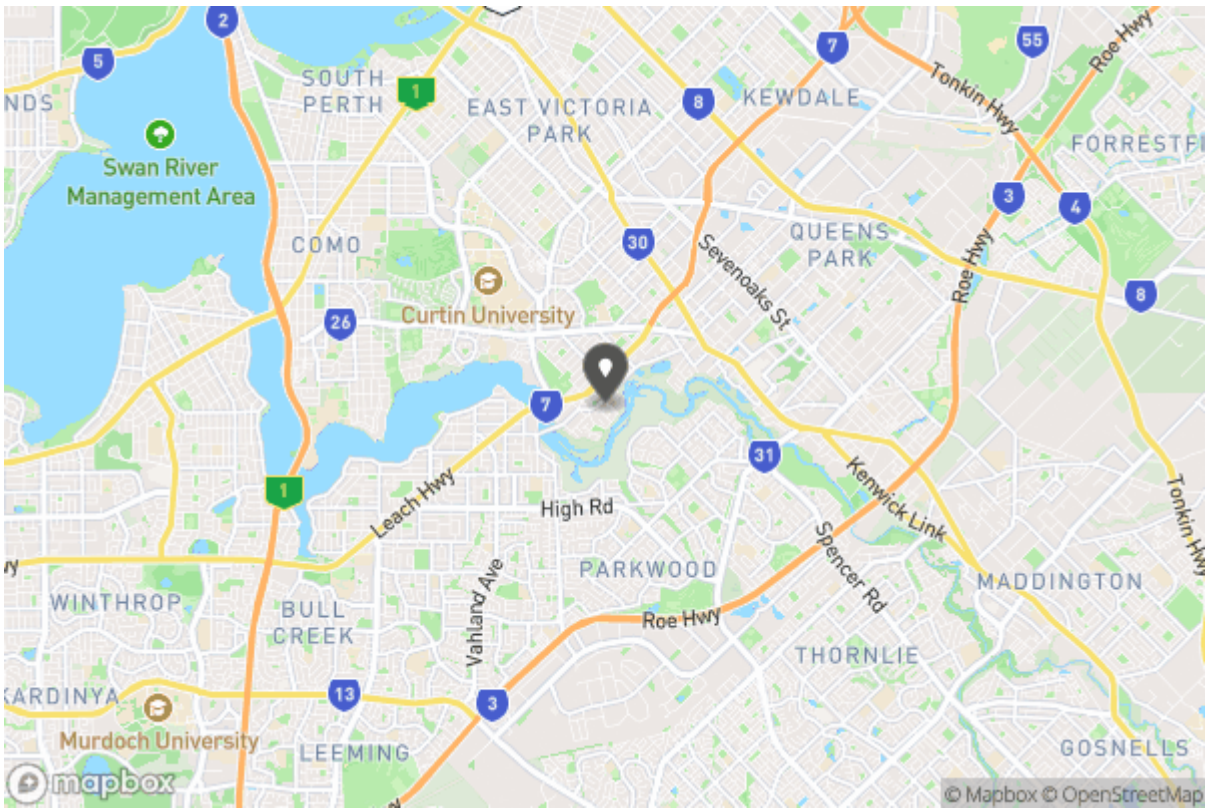 2
5
55
7
Roe Hwy
SOUTH
PERTH
1
Tonkin Hwy
NDS
EAST VICTORIA
PARK
8
KEWDALE
Swan River
Management Area
FORRESTFI
3
4
COMO
30
QUEENS
PARK
Sevenoaks St
Roe Hwy
8
Curtin University
26
7
31
1
Leach Hwy
High Rd
Kenwick Link
Tonkin Hwy
wy
PARKWOOD
Spencer Rd
MADDINGTON
WINTHROP
BULL
CREEK
Vahland Ave
Roe Hwy
THORNLIE
KARDINYA
13
3
Murdoch University
LEEMING
GOSNELLS
mapbox
© Mapbox © OpenStreetMap